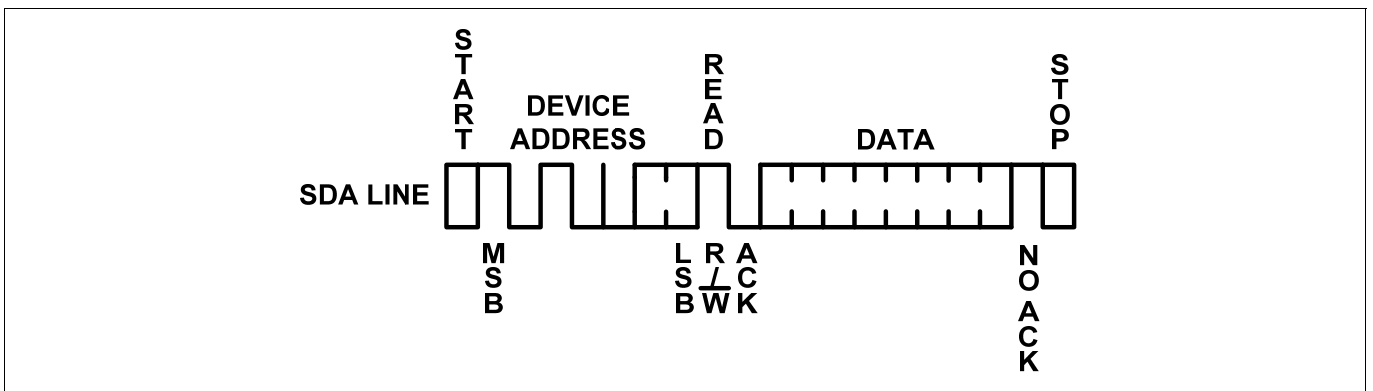 START
READ
STOP
DEVICE
ADDRESS
DATA
SDA LINE
MSB
LSB
R/W
ACK
NO ACK